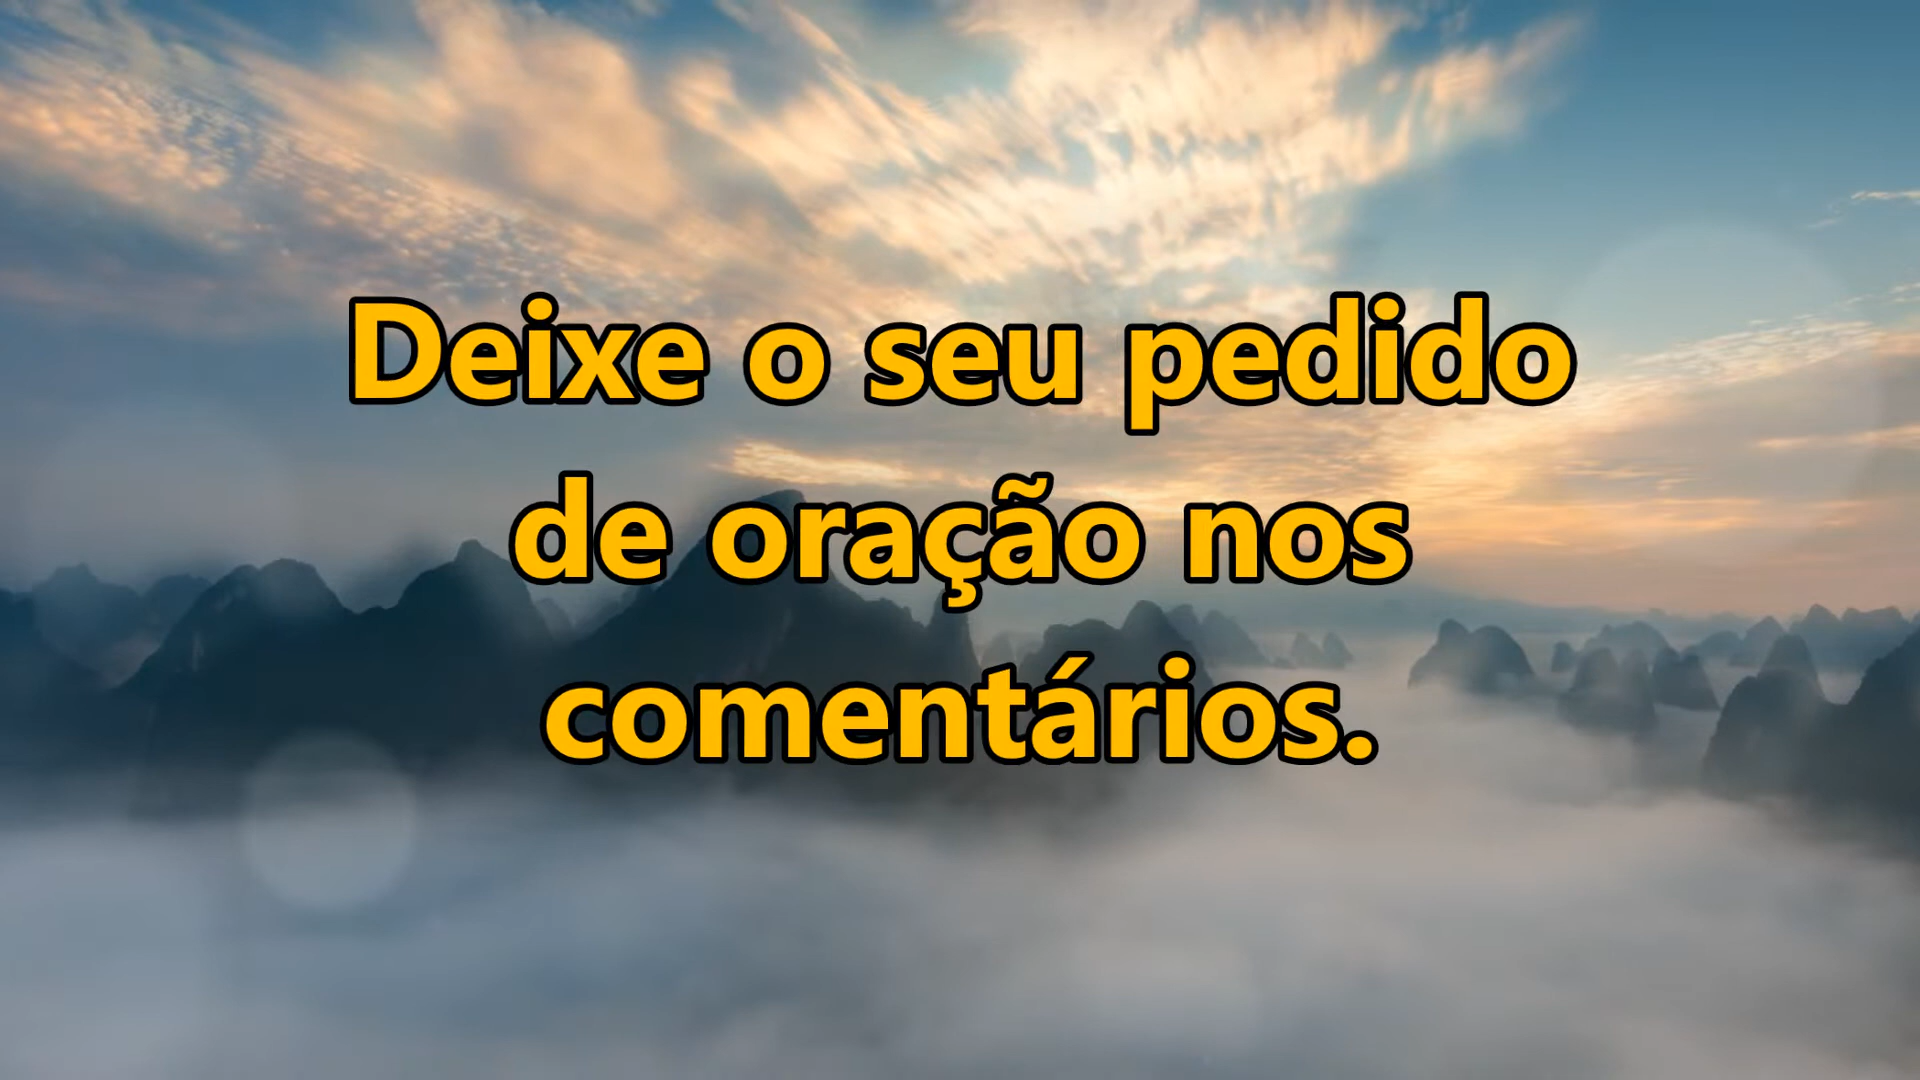 Deixe o seu pedido
de oração nos
comentários.